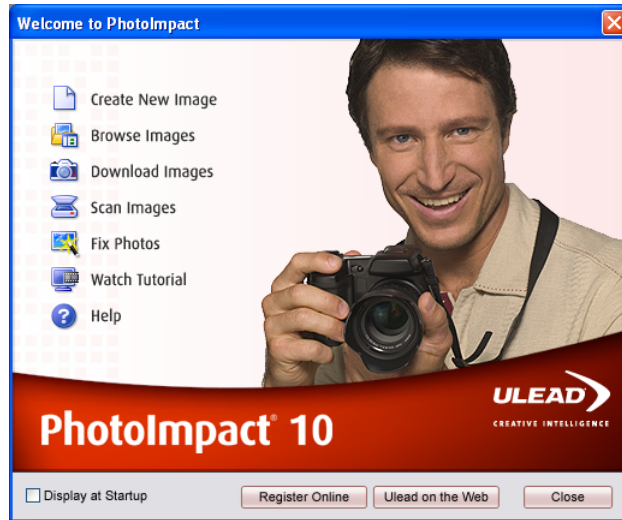 Welcome to PhotoImpact
Create New Image
Browse Images
Download Images
Scan Images
Fix Photos
Watch Tutorial
? Help
ULEAD
CREATIVE INTELLIGENCE
PhotoImpact® 10
Display at Startup
Register Online
Ulead on the Web
Close